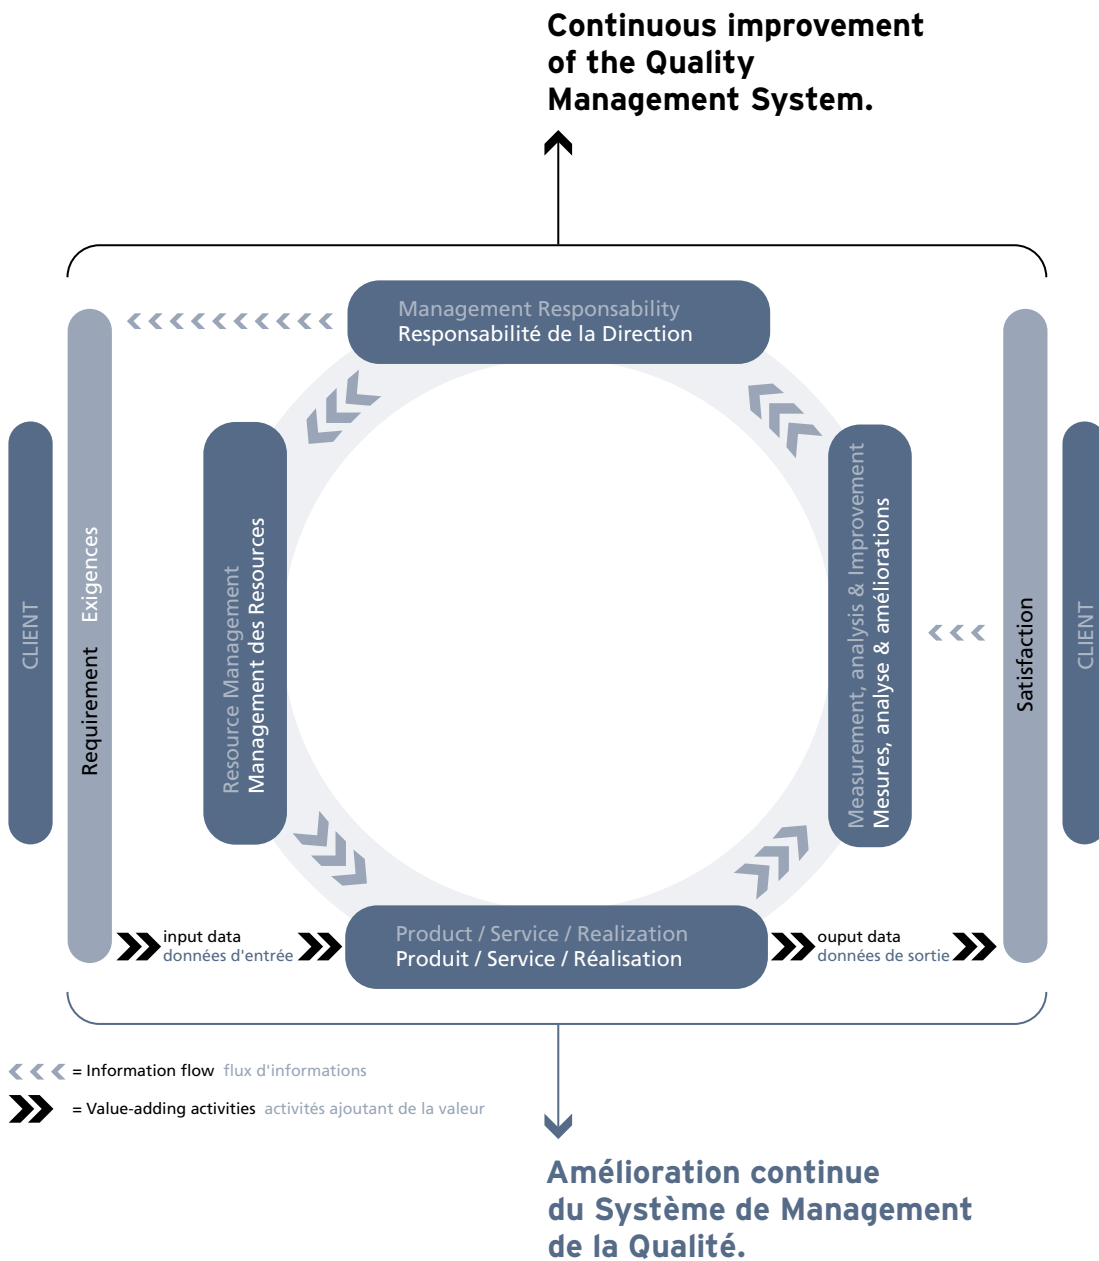 Continuous improvement
of the Quality
Management System.
Management Responsability
Responsabilité de la Direction
CLIENT
Requirement Exigences
Resource Management
Management des Resources
Measurement, analysis & Improvement
Mesures, analyse & améliorations
Satisfaction
CLIENT
input data
données d'entrée
Product / Service / Realization
Produit / Service / Réalisation
ouput data
données de sortie
= Information flow flux d'informations
= Value-adding activities activités ajoutant de la valeur
Amélioration continue
du Système de Management
de la Qualité.